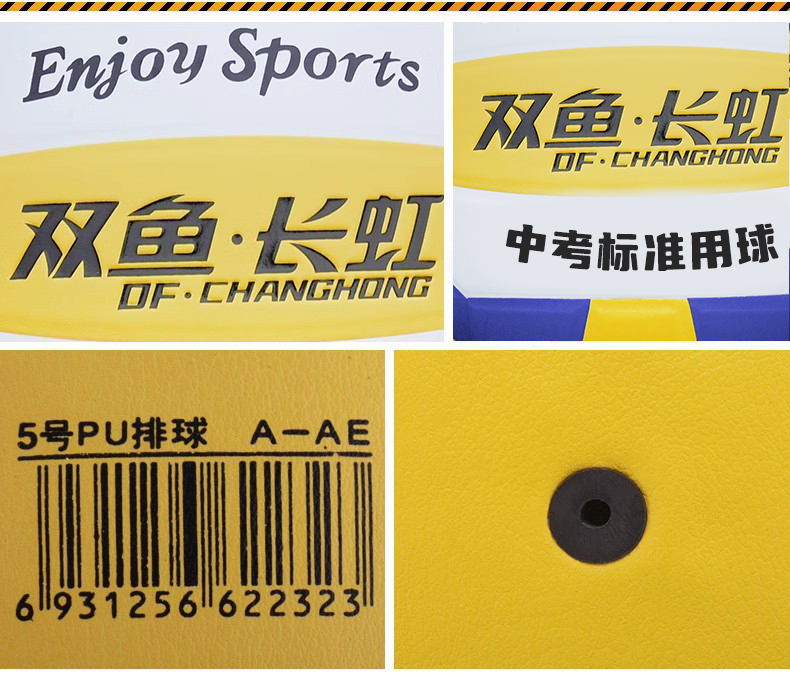 Enjoy Sports
双鱼·长虹
DF·CHANGHONG
双鱼·长虹
DF·CHANGHONG
中考标准用球
5号PU排球 A-AE
6 931256 622323